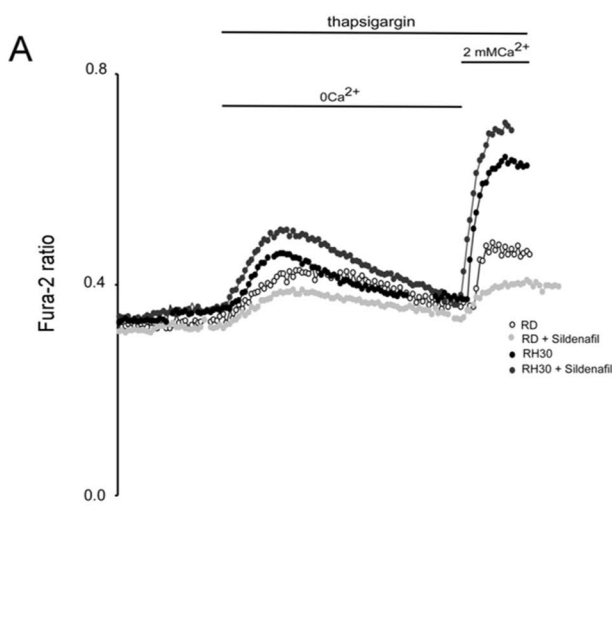 A
thapsigargin
2 mMCa2+
0Ca2+
0.8
0.4
0.0
Fura-2 ratio
RD
RD + Sildenafil
RH30
RH30 + Sildenafil